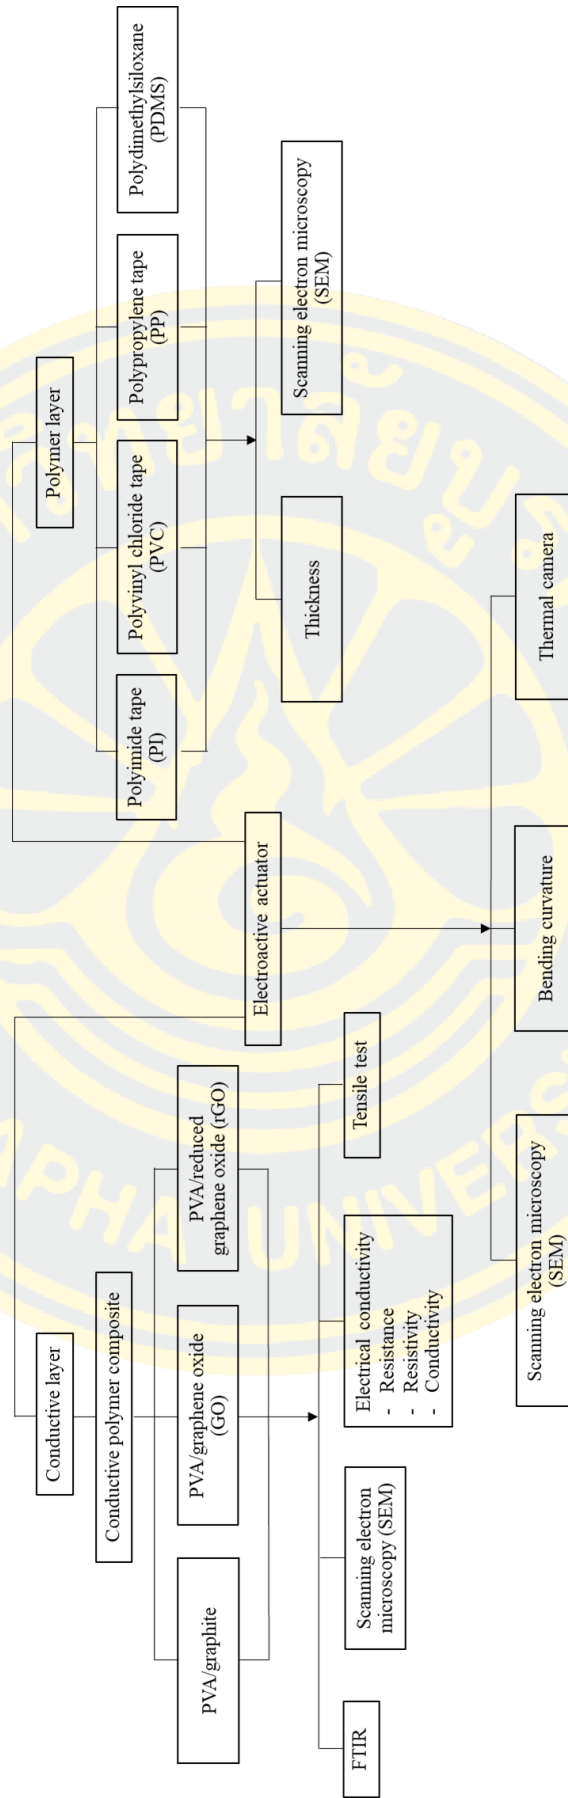 Conductive layer
Conductive polymer composite
PVA/graphite
PVA/graphene oxide
(GO)
PVA/reduced
graphene oxide (rGO)
FTIR
Scanning electron
microscopy (SEM)
Electrical conductivity
- Resistance
- Resistivity
- Conductivity
Tensile test
Electroactive actuator
Polymer layer
Polyimide tape
(PI)
Polyvinyl chloride tape
(PVC)
Polypropylene tape
(PP)
Polydimethylsiloxane
(PDMS)
Thickness
Scanning electron microscopy
(SEM)
Scanning electron microscopy
(SEM)
Bending curvature
Thermal camera